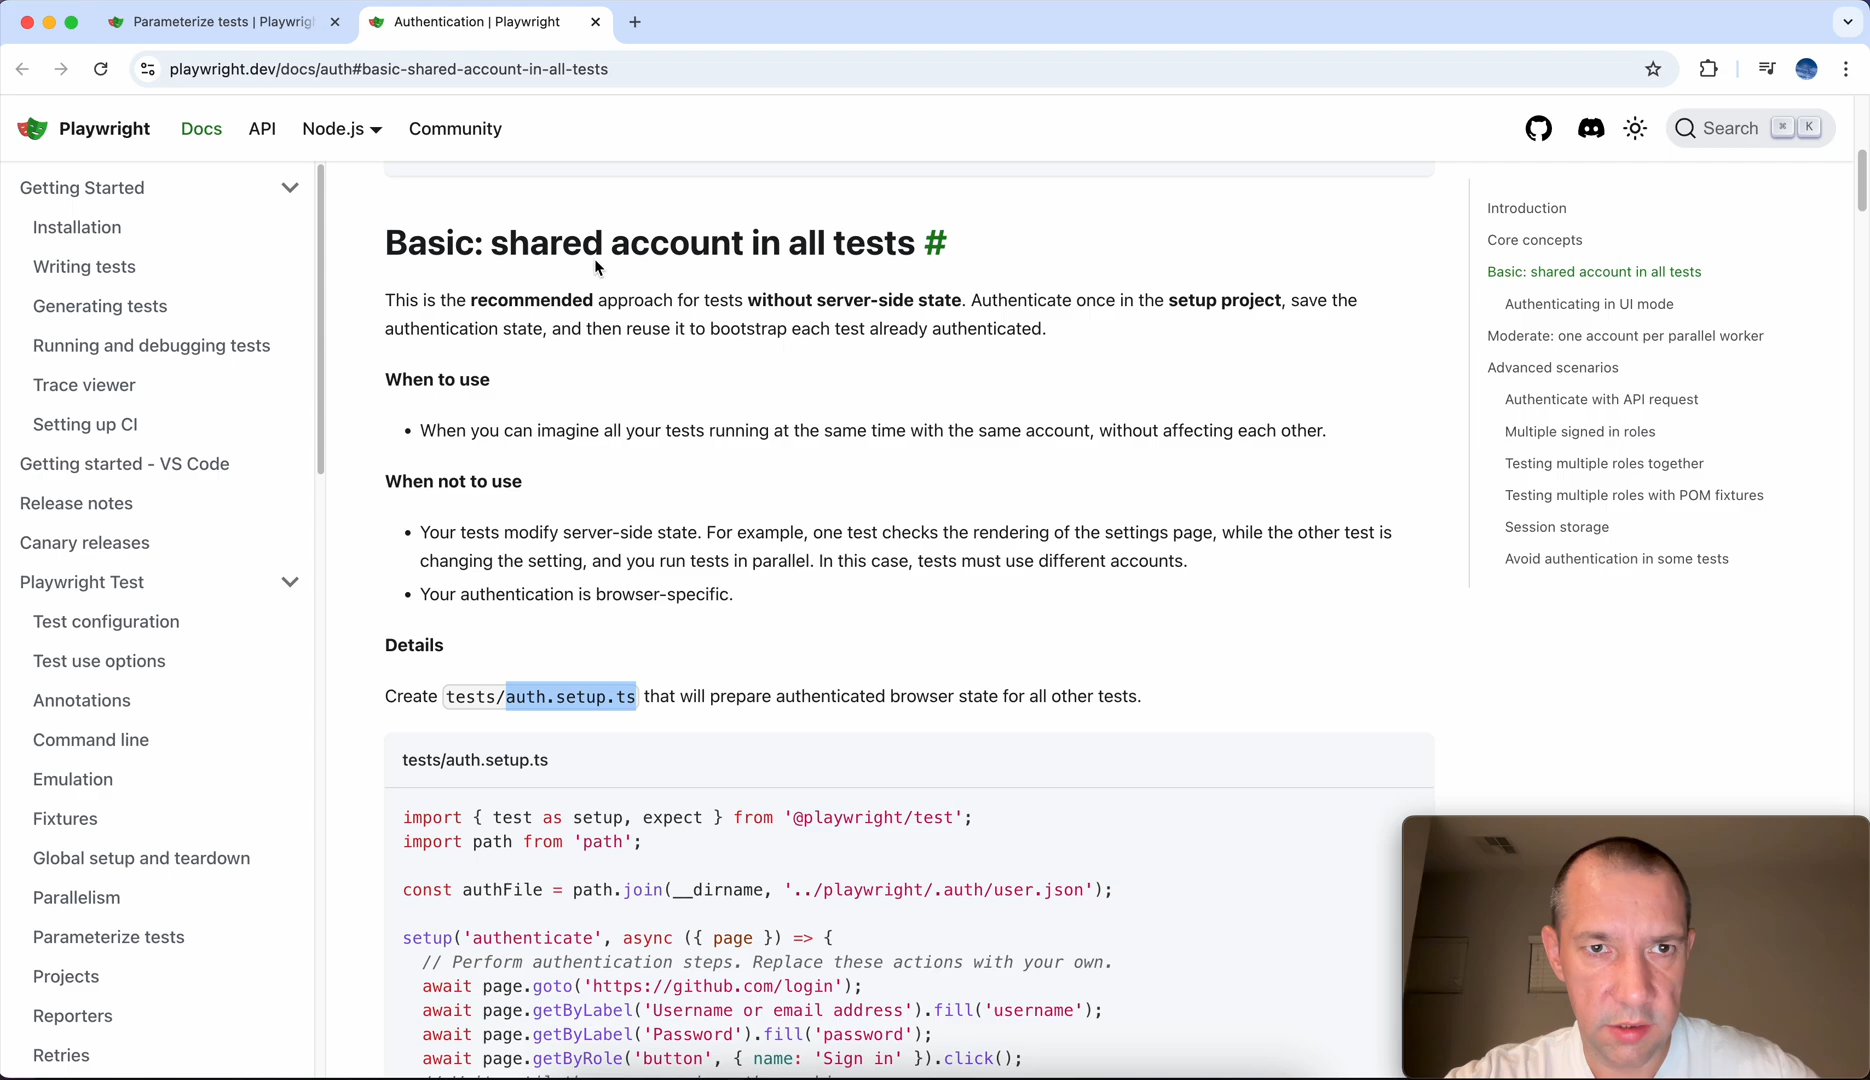 Parameterize tests | Playwrig
Authentication | Playwright
playwright.dev/docs/auth#basic-shared-account-in-all-tests
Playwright
Docs
API
Node.js
Community
Search
⌘ K
Getting Started
Installation
Writing tests
Generating tests
Running and debugging tests
Trace viewer
Setting up CI
Getting started - VS Code
Release notes
Canary releases
Playwright Test
Test configuration
Test use options
Annotations
Command line
Emulation
Fixtures
Global setup and teardown
Parallelism
Parameterize tests
Projects
Reporters
Retries
Basic: shared account in all tests #
This is the recommended approach for tests without server-side state. Authenticate once in the setup project, save the
authentication state, and then reuse it to bootstrap each test already authenticated.
When to use
• When you can imagine all your tests running at the same time with the same account, without affecting each other.
When not to use
• Your tests modify server-side state. For example, one test checks the rendering of the settings page, while the other test is
changing the setting, and you run tests in parallel. In this case, tests must use different accounts.
• Your authentication is browser-specific.
Details
Create tests/auth.setup.ts that will prepare authenticated browser state for all other tests.
tests/auth.setup.ts
import { test as setup, expect } from '@playwright/test';
import path from 'path';
const authFile = path.join(__dirname, '../playwright/.auth/user.json');
setup('authenticate', async ({ page }) => {
// Perform authentication steps. Replace these actions with your own.
await page.goto('https://github.com/login');
await page.getByLabel('Username or email address').fill('username');
await page.getByLabel('Password').fill('password');
await page.getByRole('button', { name: 'Sign in' }).click();
Introduction
Core concepts
Basic: shared account in all tests
Authenticating in UI mode
Moderate: one account per parallel worker
Advanced scenarios
Authenticate with API request
Multiple signed in roles
Testing multiple roles together
Testing multiple roles with POM fixtures
Session storage
Avoid authentication in some tests